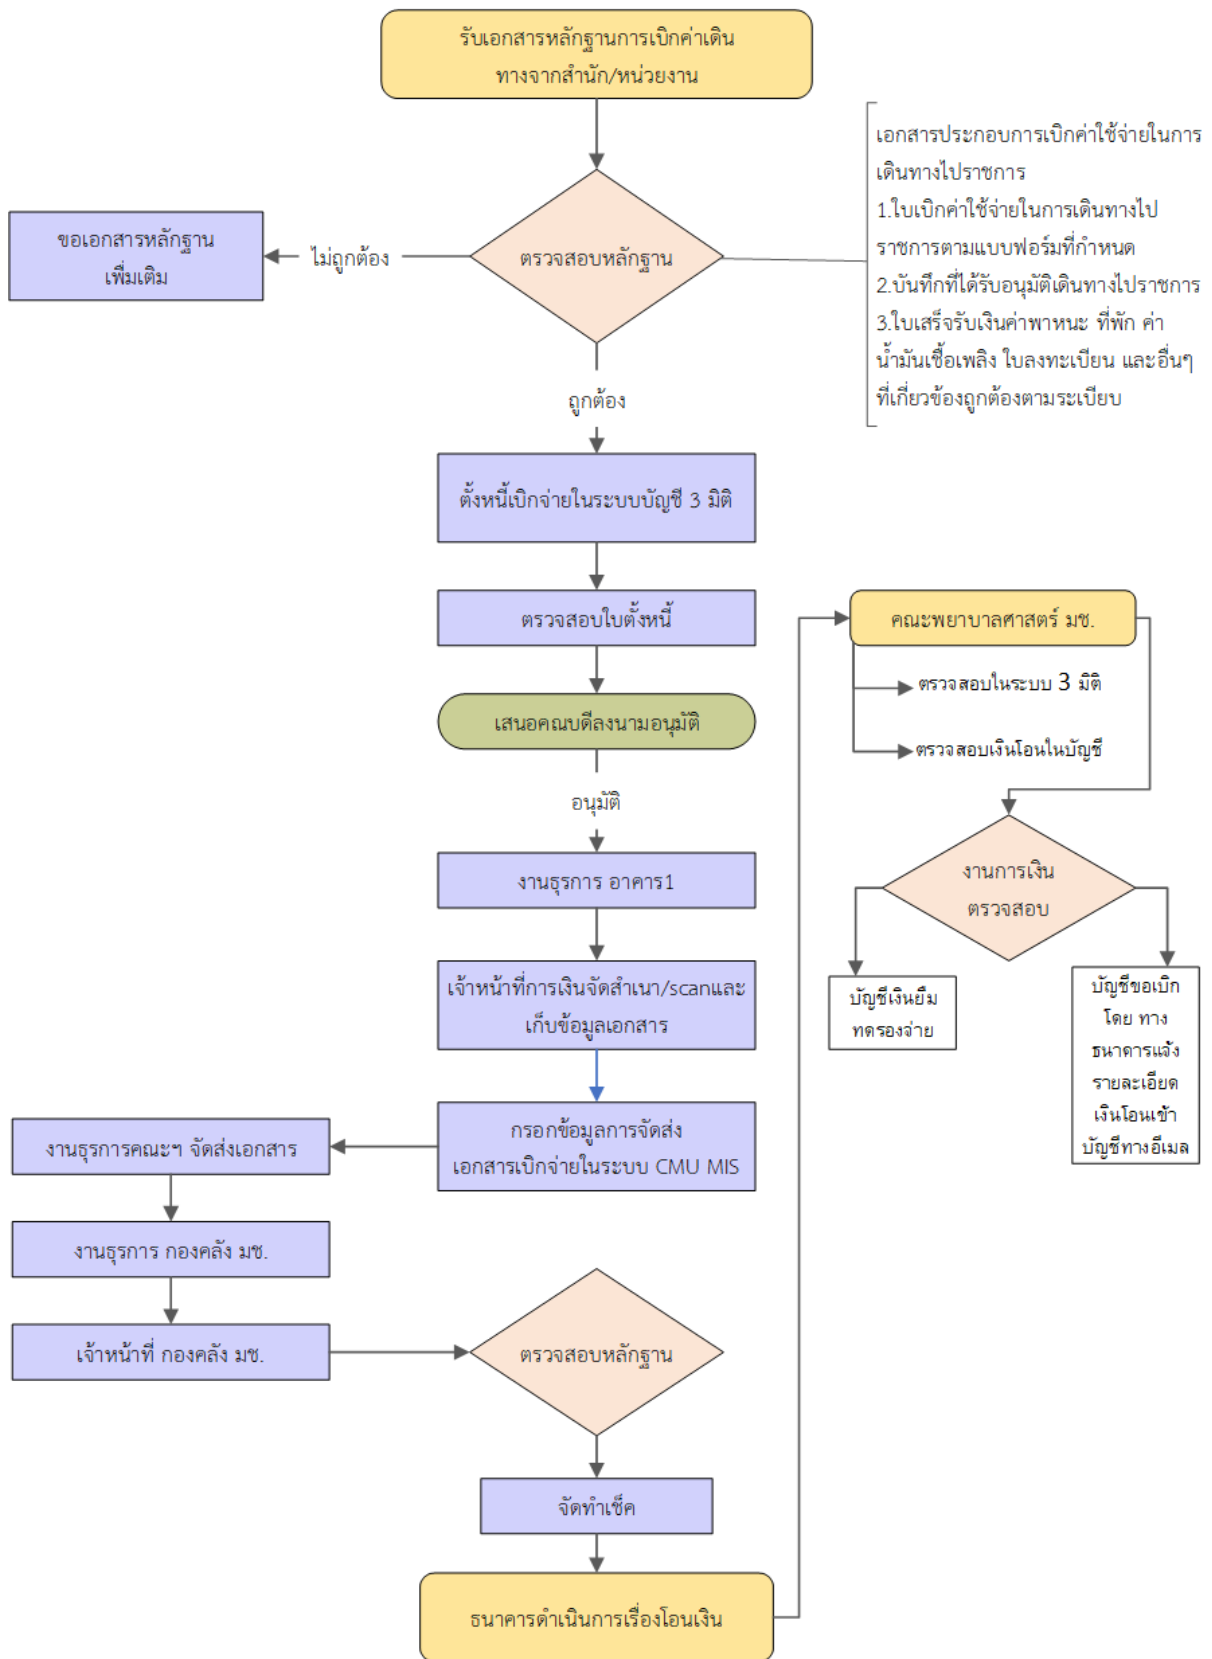 รับเอกสารหลักฐานการเบิกค่าเดิน
ทางจากสำนัก/หน่วยงาน
เอกสารประกอบการเบิกค่าใช้จ่ายในการ
เดินทางไปราชการ
1.ใบเบิกค่าใช้จ่ายในการเดินทางไป
ราชการตามแบบฟอร์มที่กำหนด
2.บันทึกที่ได้รับอนุมัติเดินทางไปราชการ
3.ใบเสร็จรับเงินค่าพาหนะ ที่พัก ค่า
น้ำมันเชื้อเพลิง ใบลงทะเบียน และอื่นๆ
ที่เกี่ยวข้องถูกต้องตามระเบียบ
ตรวจสอบหลักฐาน
ไม่ถูกต้อง
ขอเอกสารหลักฐาน
เพิ่มเติม
ถูกต้อง
ตั้งหนี้เบิกจ่ายในระบบบัญชี 3 มิติ
ตรวจสอบใบตั้งหนี้
เสนอคณบดีลงนามอนุมัติ
อนุมัติ
งานธุรการ อาคาร1
เจ้าหน้าที่การเงินจัดสำเนา/scanและ
เก็บข้อมูลเอกสาร
กรอกข้อมูลการจัดส่ง
เอกสารเบิกจ่ายในระบบ CMU MIS
งานธุรการคณะฯ จัดส่งเอกสาร
งานธุรการ กองคลัง มช.
เจ้าหน้าที่ กองคลัง มช.
ตรวจสอบหลักฐาน
จัดทำเช็ค
ธนาคารดำเนินการเรื่องโอนเงิน
คณะพยาบาลศาสตร์ มช.
ตรวจสอบในระบบ 3 มิติ
ตรวจสอบเงินโอนในบัญชี
งานการเงิน
ตรวจสอบ
บัญชีเงินยืม
ทดรองจ่าย
บัญชีขอเบิก
โดย ทาง
ธนาคารแจ้ง
รายละเอียด
เงินโอนเข้า
บัญชีทางอีเมล